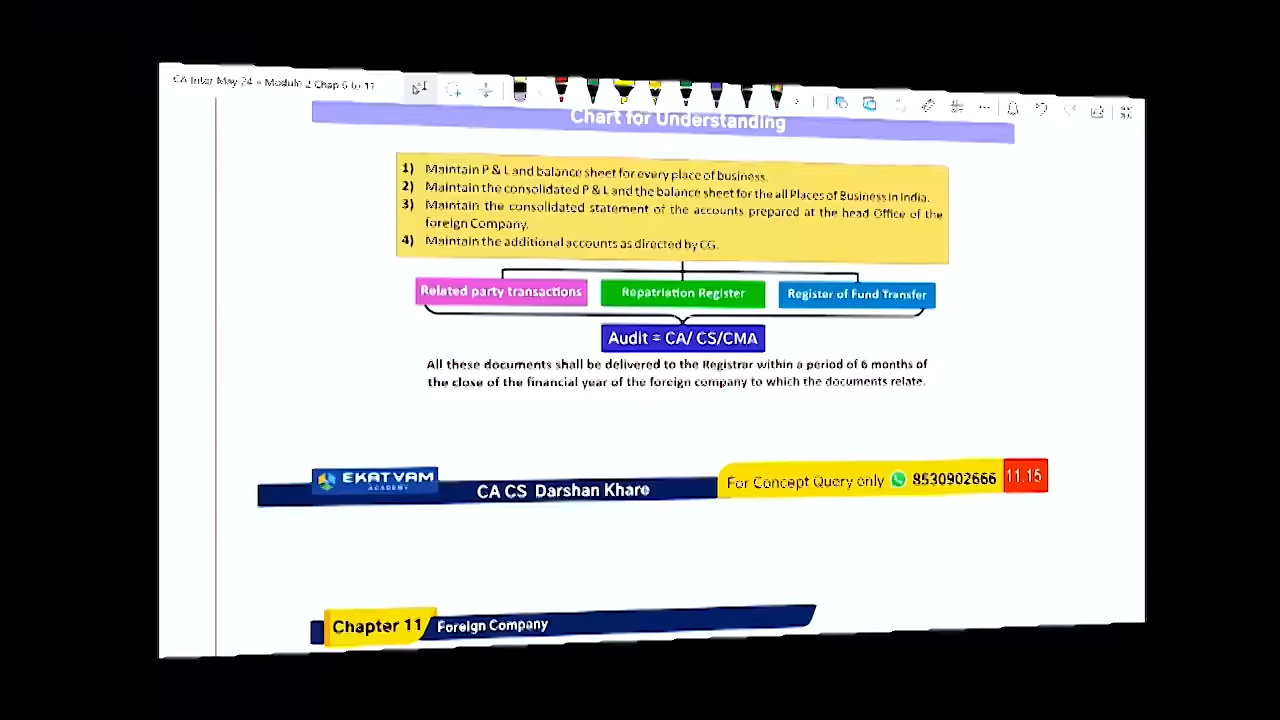 CA Inter May 24 - Module 2 Chap 6 to 11
Chart for Understanding
1) Maintain P & L and balance sheet for every place of business.
2) Maintain the consolidated P & L and the balance sheet for the all Places of Business in India.
3) Maintain the consolidated statement of the accounts prepared at the head Office of the
foreign Company.
4) Maintain the additional accounts as directed by CG.
Related party transactions
Repatriation Register
Register of Fund Transfer
Audit = CA/ CS/CMA
All these documents shall be delivered to the Registrar within a period of 6 months of
the close of the financial year of the foreign company to which the documents relate.
EKATVAM
ACADEMY
CA CS Darshan Khare
For Concept Query only 8530902666
11.15
Chapter 11
Foreign Company